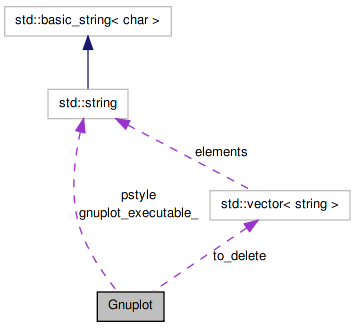 std::basic_string< char >
std::string
elements
pstyle
gnuplot_executable_
std::vector< string >
to_delete
Gnuplot